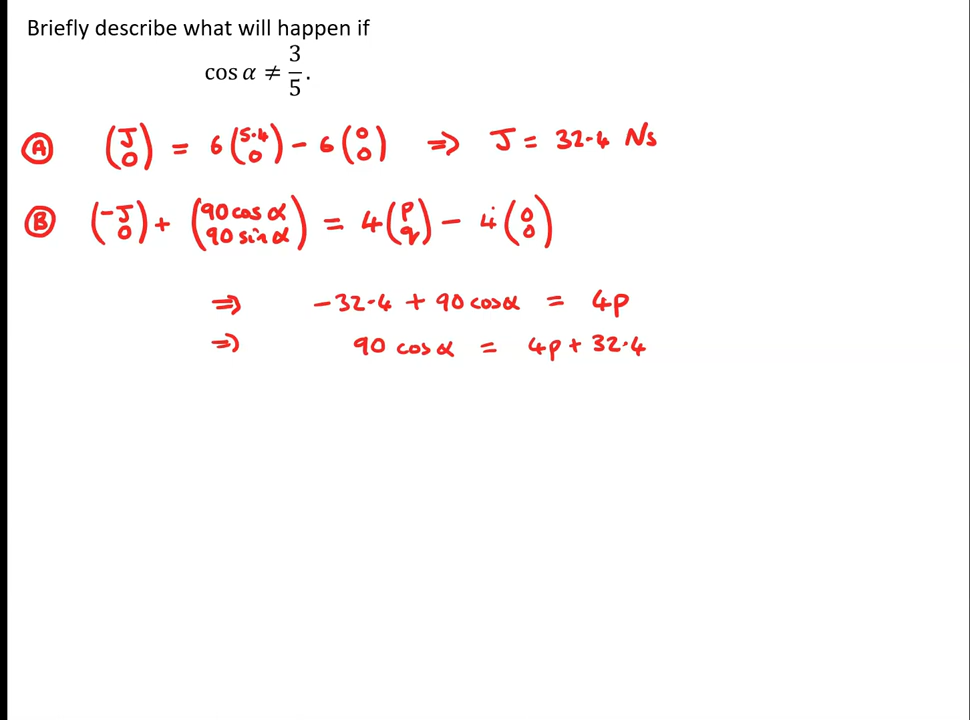 Briefly describe what will happen if
cos α ≠ 3/5.
Ⓐ (J 0) = 6(5.4 0) − 6(0 0) ⇒ J = 32.4 Ns
Ⓑ (−J 0) + (90 cos α 90 sin α) = 4(p q) − 4(0 0)
⇒ −32.4 + 90 cos α = 4p
⇒ 90 cos α = 4p + 32.4